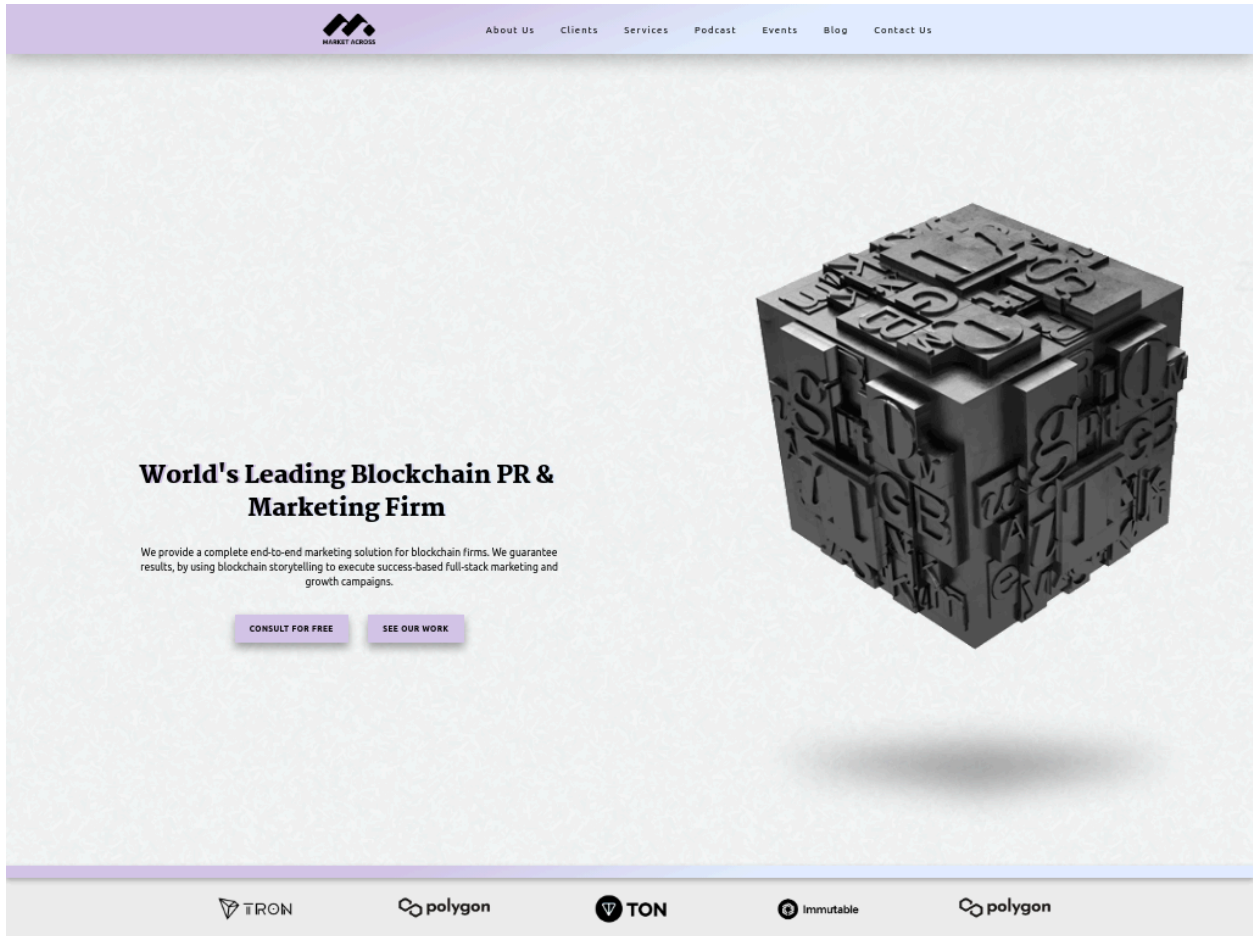 MARKET ACROSS
About Us Clients Services Podcast Events Blog Contact Us
World's Leading Blockchain PR &
Marketing Firm
We provide a complete end-to-end marketing solution for blockchain firms. We guarantee
results, by using blockchain storytelling to execute success-based full-stack marketing and
growth campaigns.
CONSULT FOR FREE SEE OUR WORK
TRON polygon TON Immutable polygon